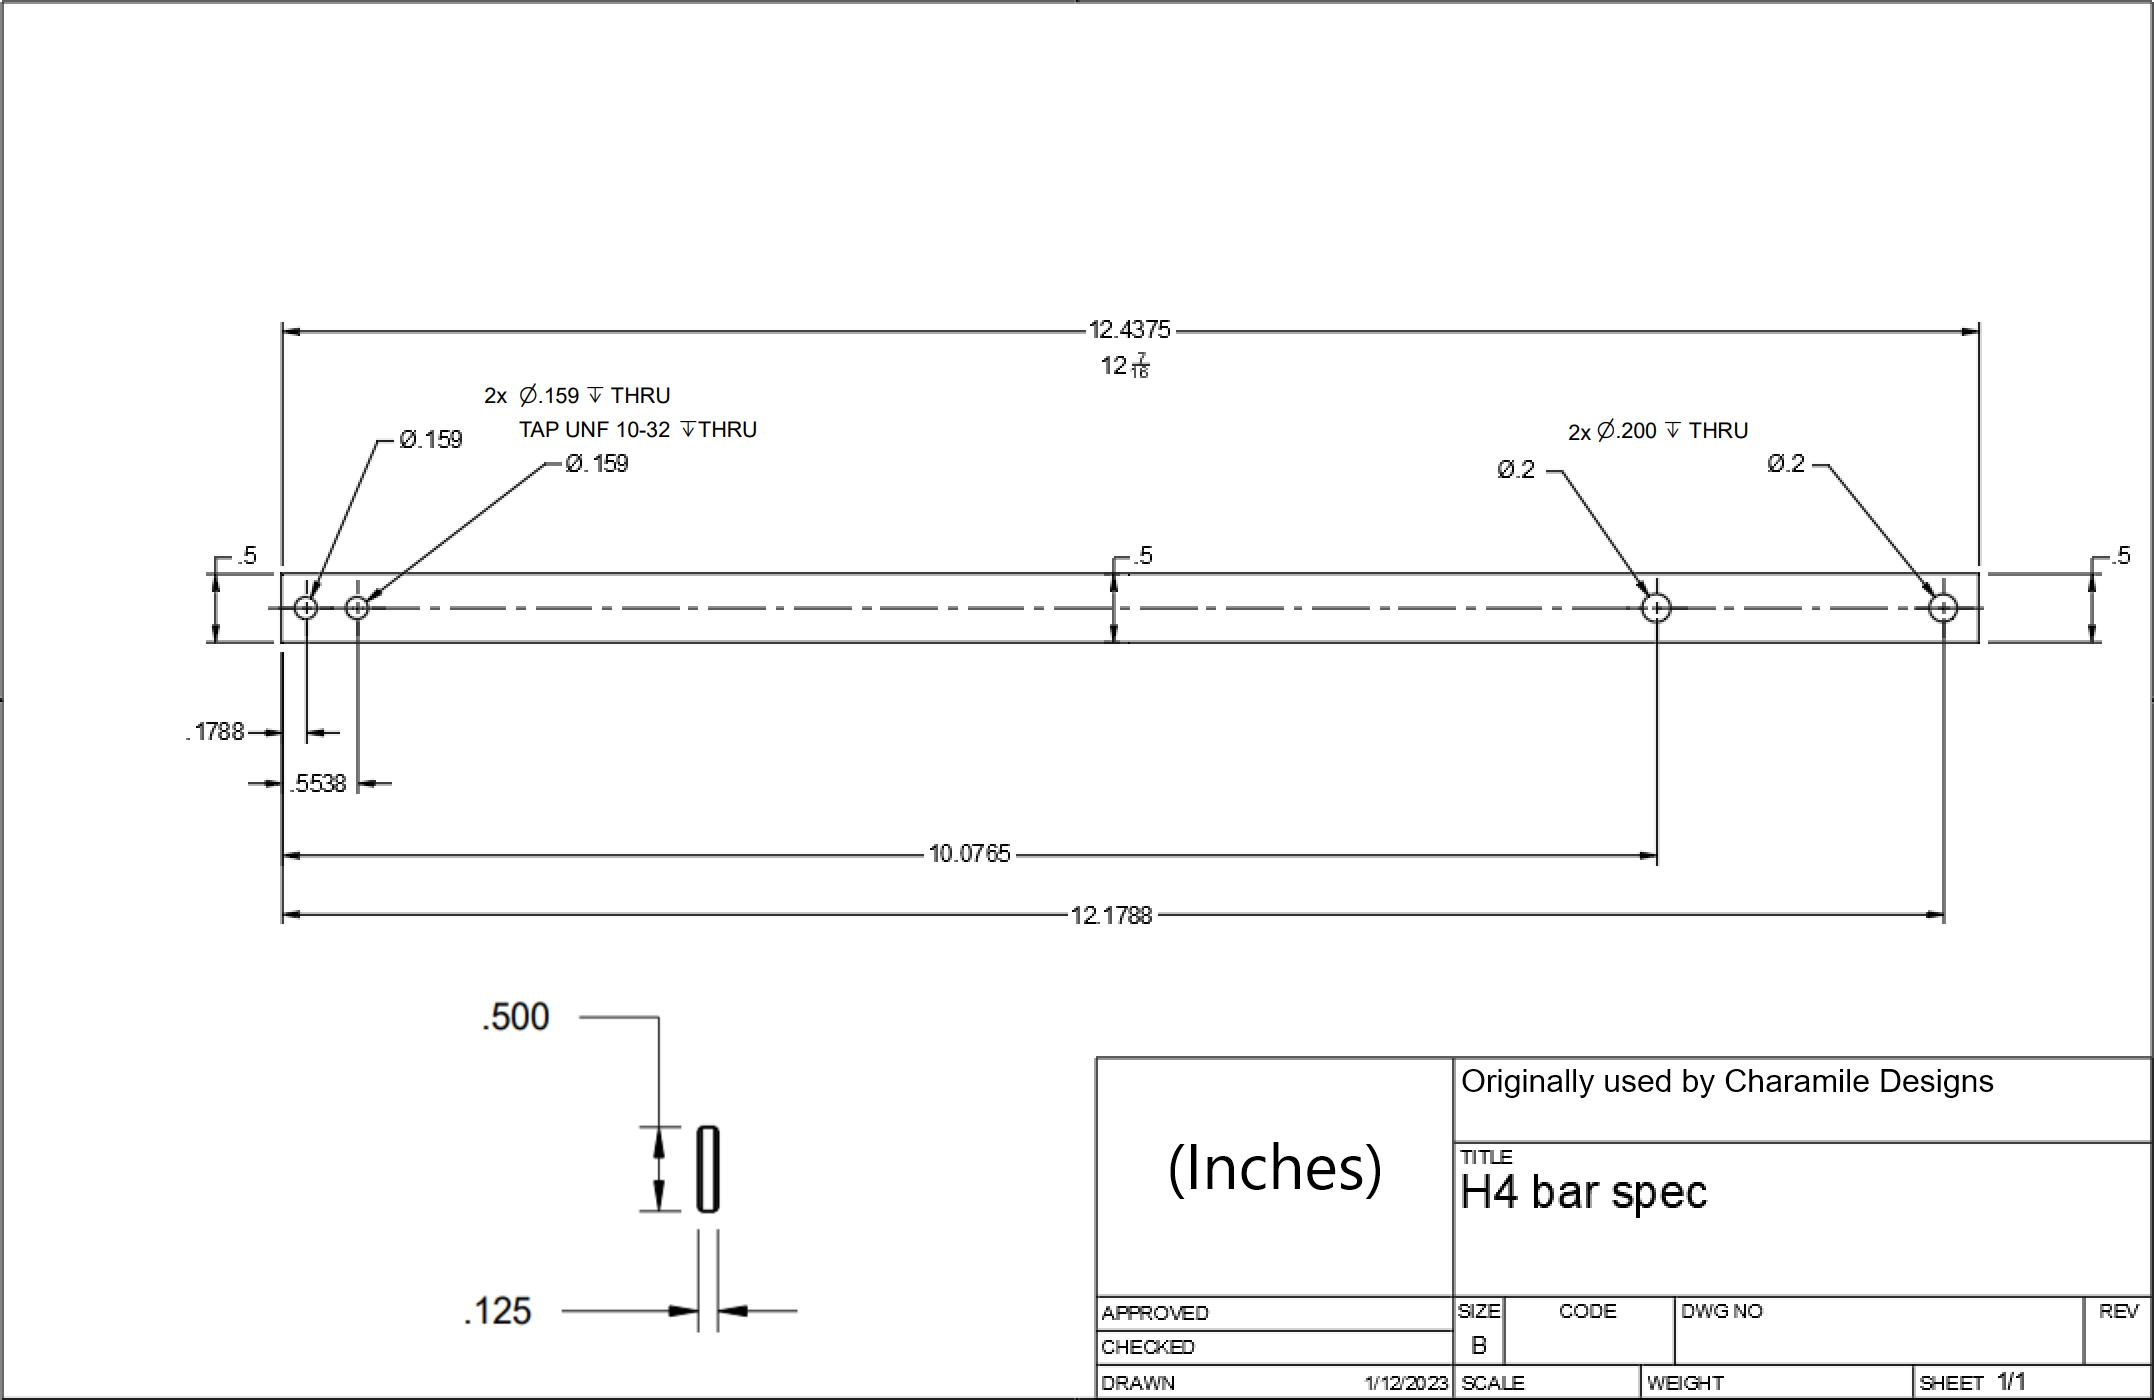 12.4375
12 7/16
2x Ø.159 ↧ THRU
TAP UNF 10-32 ↧THRU
Ø.159
Ø.159
2x Ø.200 ↧ THRU
Ø.2
Ø.2
.5
.5
.5
.1788
.5538
10.0765
12.1788
.500
.125
(Inches)
Originally used by Charamile Designs
TITLE
H4 bar spec
APPROVED
CHECKED
DRAWN 1/12/2023
SIZE
B
CODE
DWG NO
REV
SCALE
WEIGHT
SHEET 1/1